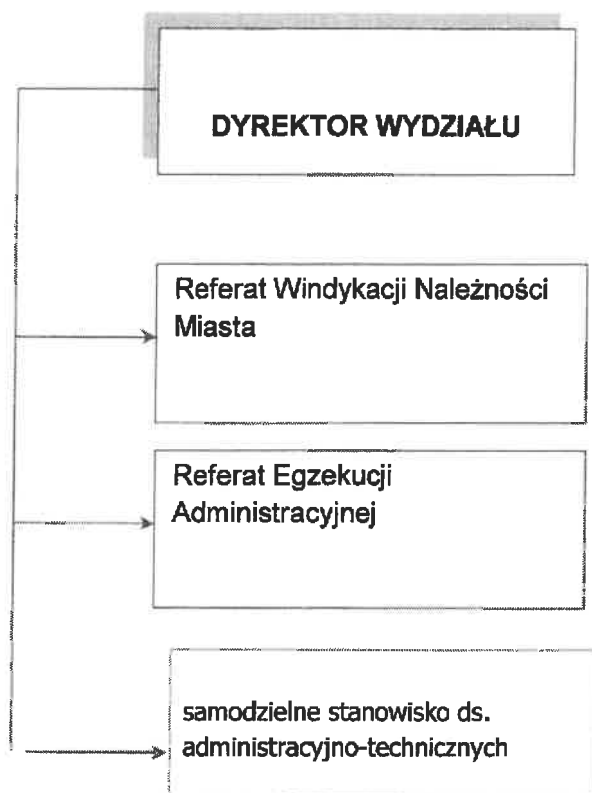 DYREKTOR WYDZIAŁU
Referat Windykacji Należności
Miasta
Referat Egzekucji
Administracyjnej
samodzielne stanowisko ds.
administracyjno-technicznych